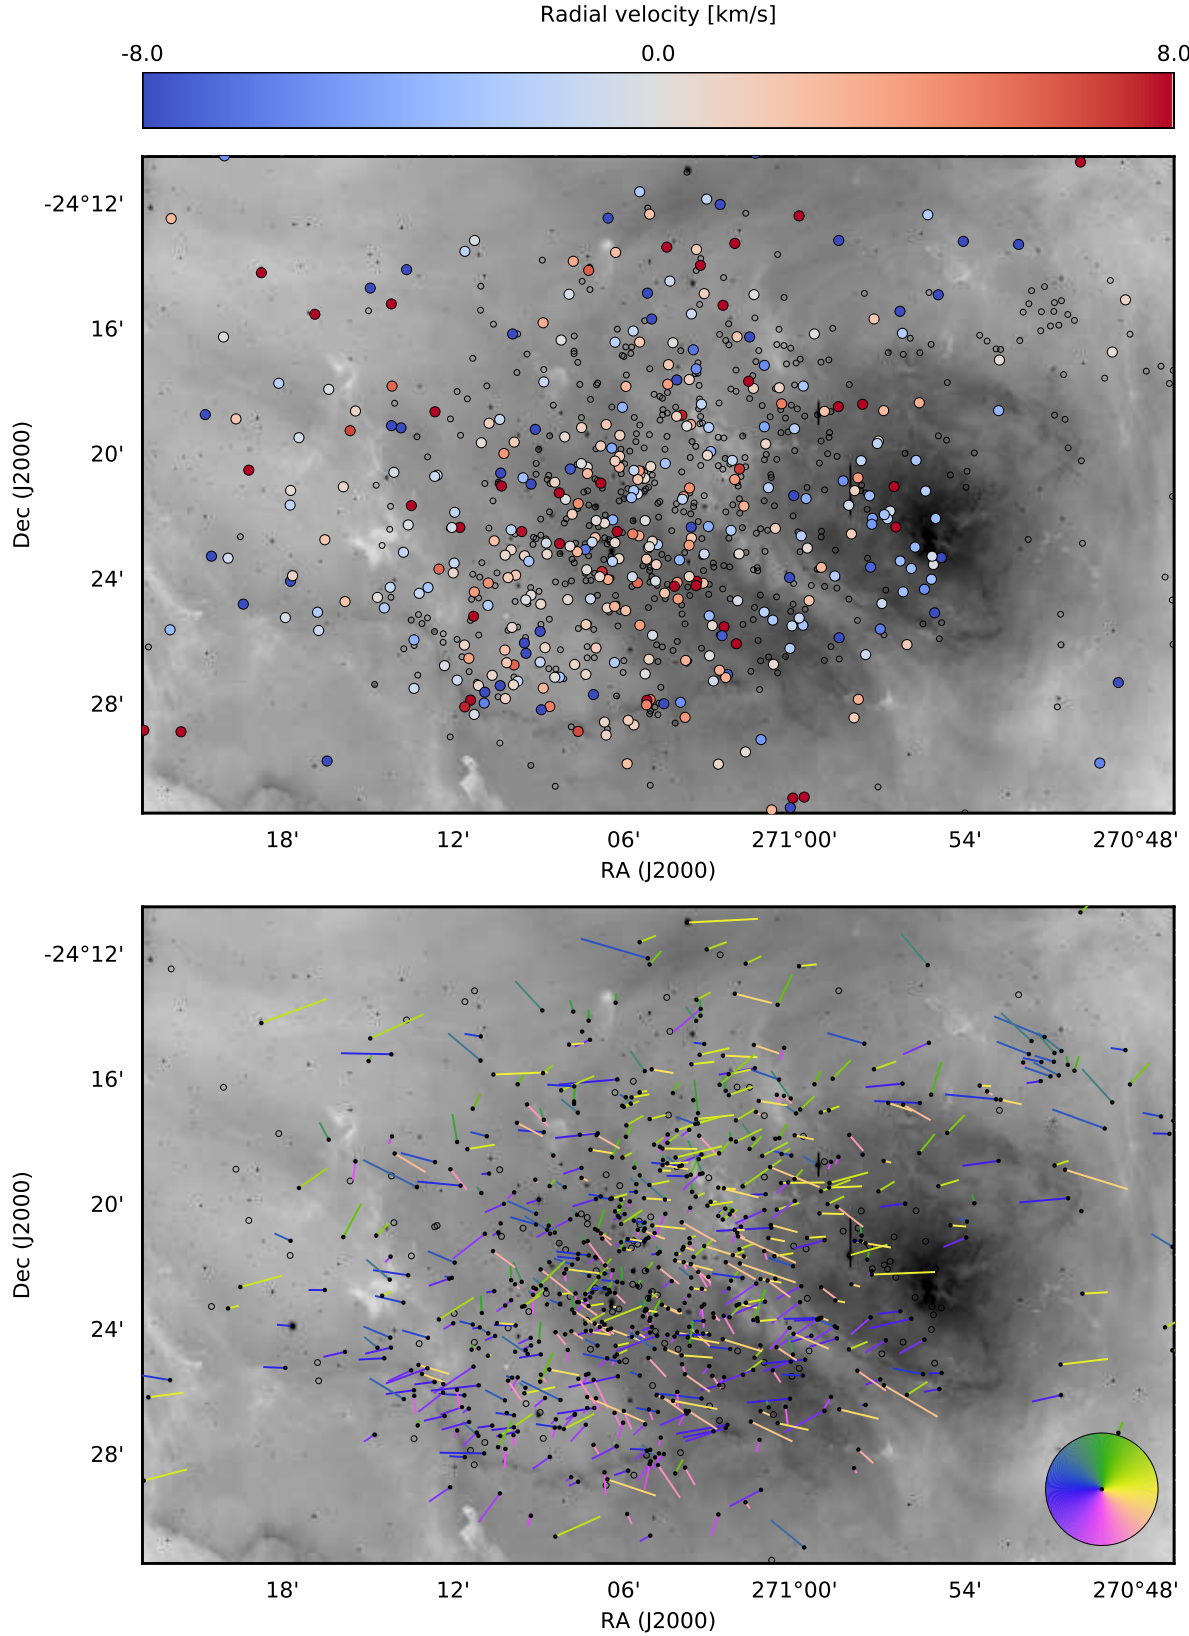 Radial velocity [km/s]
-8.0 0.0 8.0
-24°12'
16'
20'
24'
28'
Dec (J2000)
18' 12' 06' 271°00' 54' 270°48'
RA (J2000)
-24°12'
16'
20'
24'
28'
Dec (J2000)
18' 12' 06' 271°00' 54' 270°48'
RA (J2000)